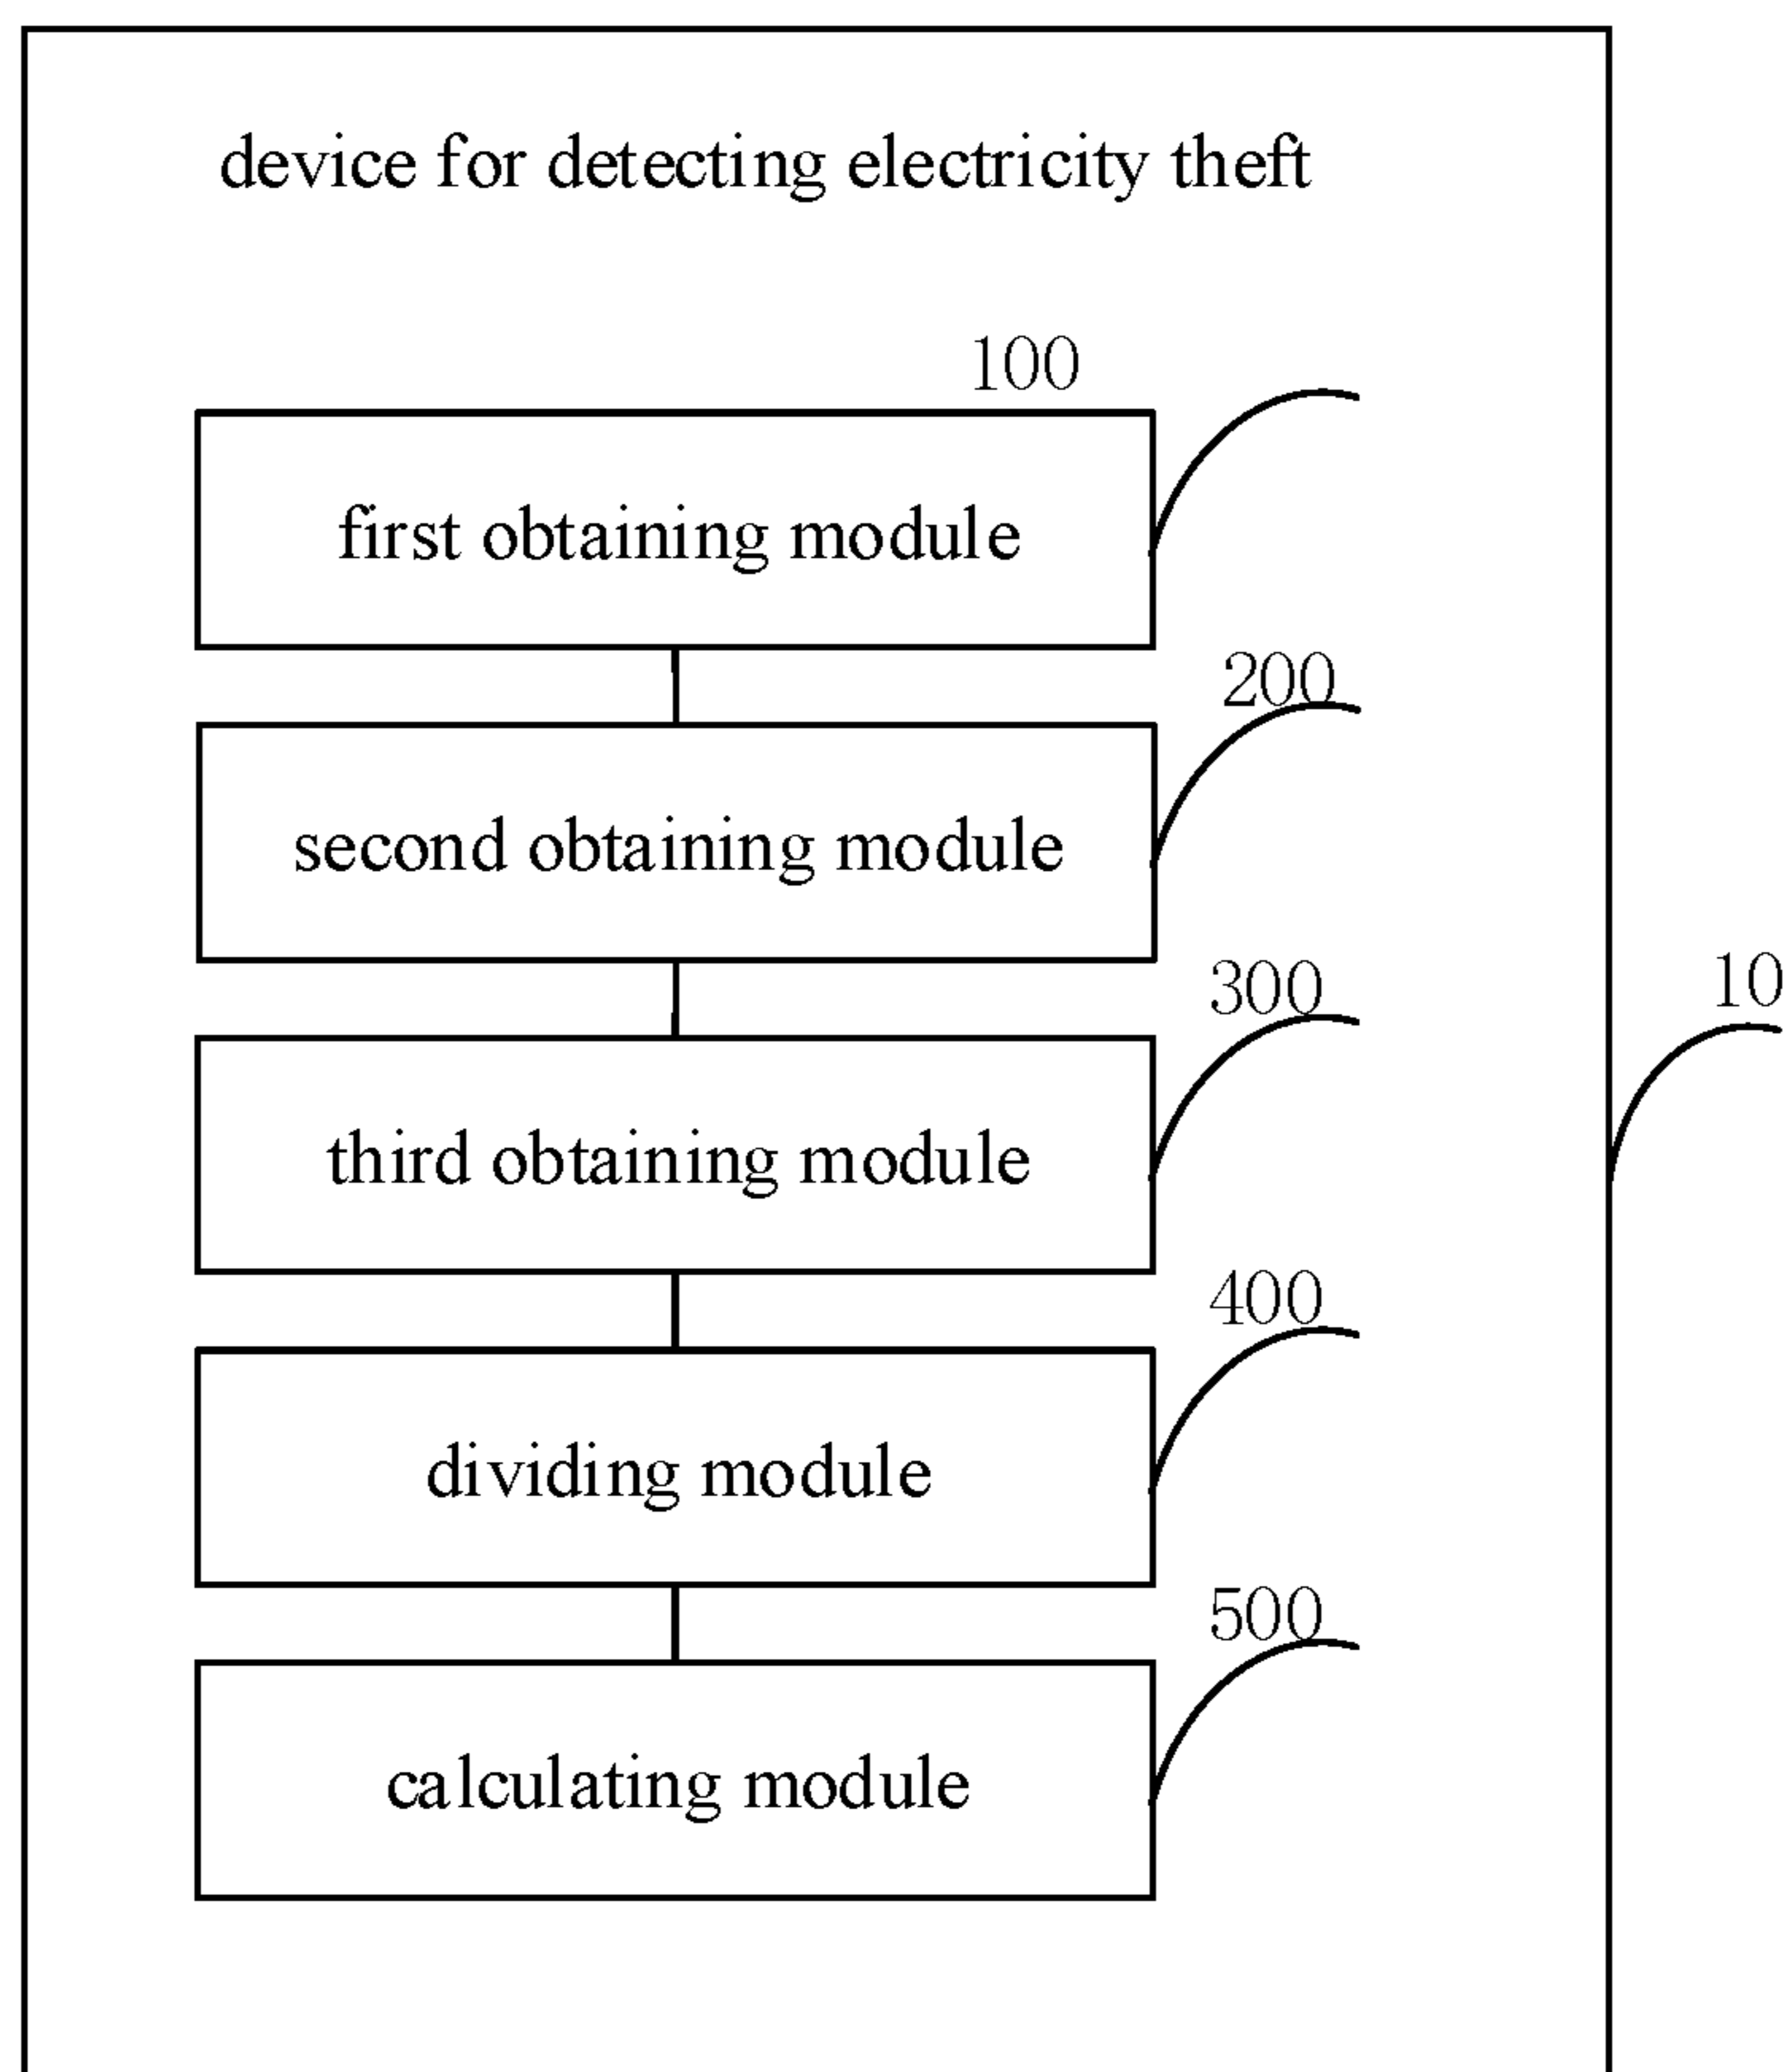 device for detecting electricity theft
100
first obtaining module
200
second obtaining module
300
10
third obtaining module
400
dividing module
500
calculating module